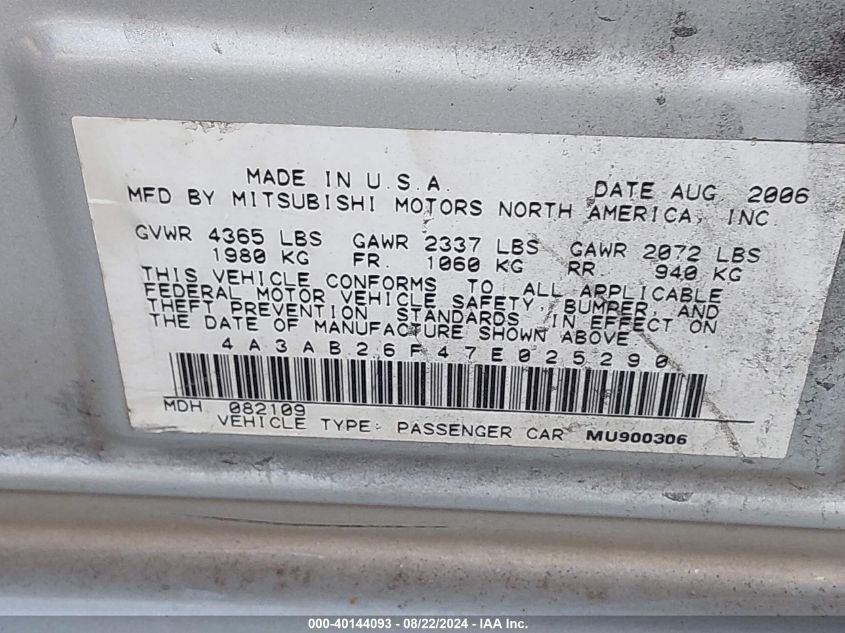 MADE IN U.S.A. DATE AUG, 2006
MFD BY MITSUBISHI MOTORS NORTH AMERICA, INC.
GVWR 4365 LBS GAWR 2337 LBS GAWR 2072 LBS
1980 KG FR. 1060 KG RR. 940 KG
THIS VEHICLE CONFORMS TO ALL APPLICABLE
FEDERAL MOTOR VEHICLE SAFETY, BUMPER, AND
THEFT PREVENTION STANDARDS IN EFFECT ON
THE DATE OF MANUFACTURE SHOWN ABOVE
4A3AB26F47E025290
MDH 082109
VEHICLE TYPE: PASSENGER CAR MU900306
000-40144093 - 08/22/2024 - IAA Inc.